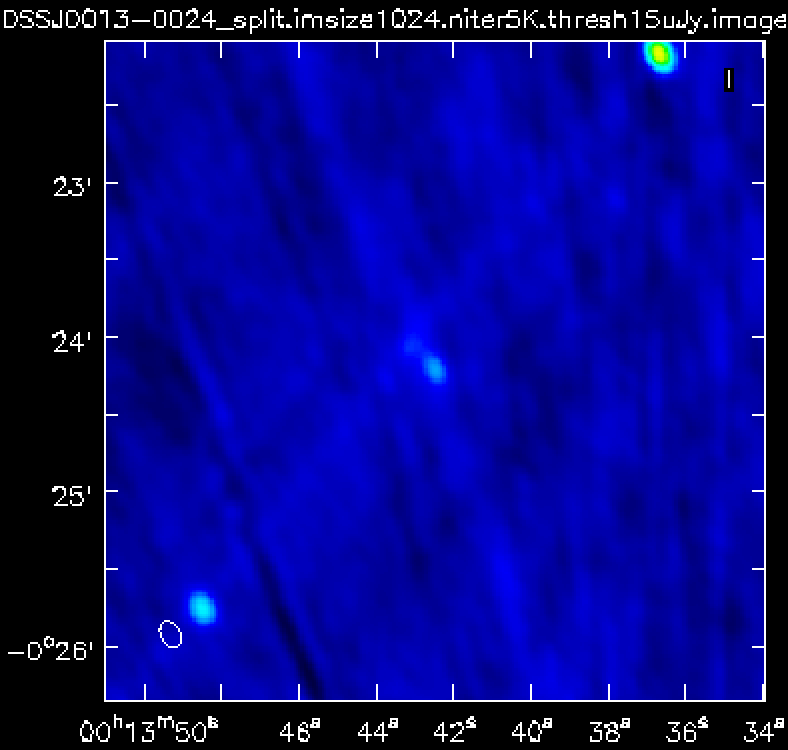 DSSJ0013-0024_split.imsize1024.niter5K.thresh15uJy.image
I
23'
24'
25'
-0°26'
00ʰ13ᵐ50ˢ 46ˢ 44ˢ 42ˢ 40ˢ 38ˢ 36ˢ 34ˢ